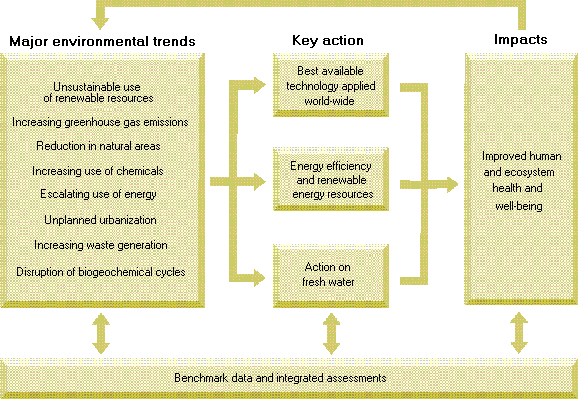 Major environmental trends
Unsustainable use
of renewable resources
Increasing greenhouse gas emissions
Reduction in natural areas
Increasing use of chemicals
Escalating use of energy
Unplanned urbanization
Increasing waste generation
Disruption of biogeochemical cycles
Key action
Best available
technology applied
world-wide
Energy efficiency
and renewable
energy resources
Action on
fresh water
Impacts
Improved human
and ecosystem
health and
well-being
Benchmark data and integrated assessments